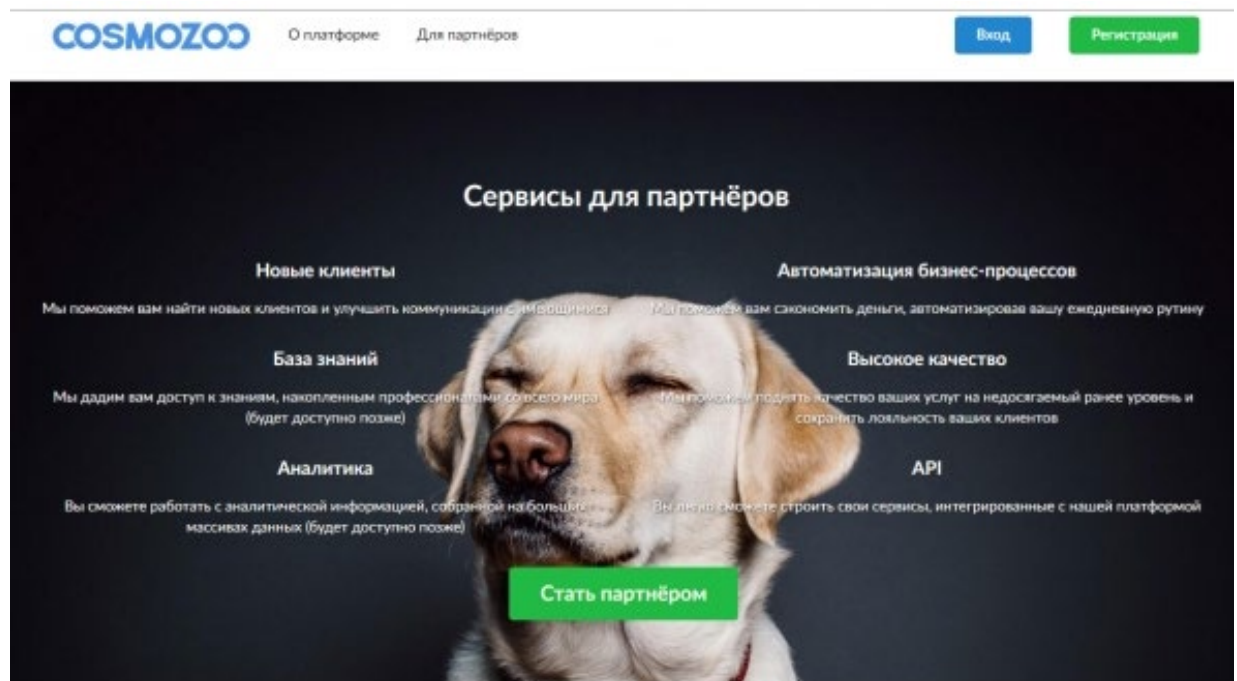 COSMOZOO
О платформе
Для партнёров
Вход
Регистрация
Сервисы для партнёров
Новые клиенты
Мы поможем вам найти новых клиентов и улучшить коммуникации с имеющимися
Автоматизация бизнес-процессов
Мы поможем вам сэкономить деньги, автоматизировав вашу ежедневную рутину
База знаний
Мы дадим вам доступ к знаниям, накопленным профессионалами со всего мира
(будет доступно позже)
Высокое качество
Мы поможем поднять качество ваших услуг на недосягаемый ранее уровень и
сохранить лояльность ваших клиентов
Аналитика
Вы сможете работать с аналитической информацией, собранной на больших
массивах данных (будет доступно позже)
API
Вы легко сможете строить свои сервисы, интегрированные с нашей платформой
Стать партнёром